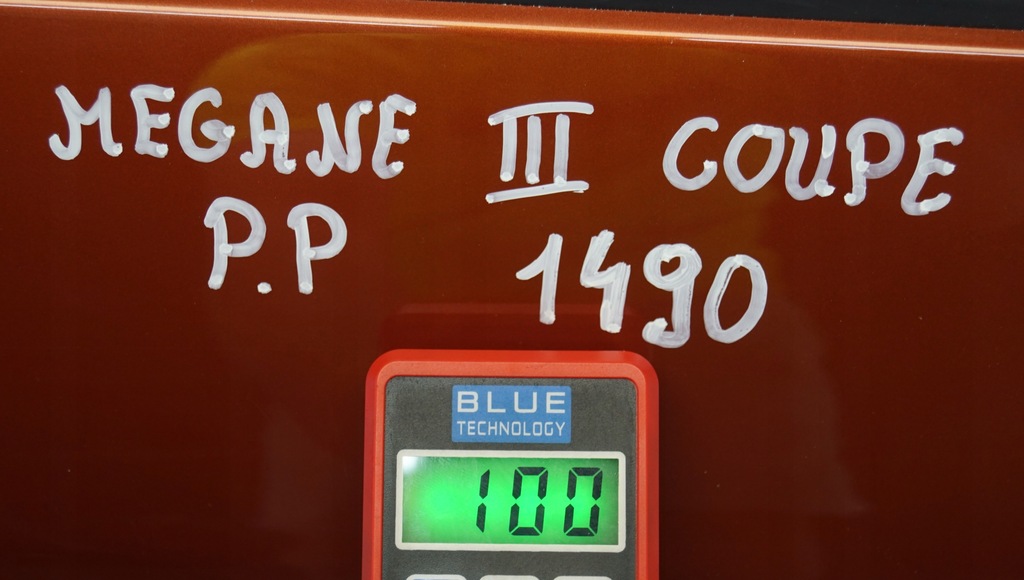 MEGANE III COUPE
P.P 1490
BLUE
TECHNOLOGY
100